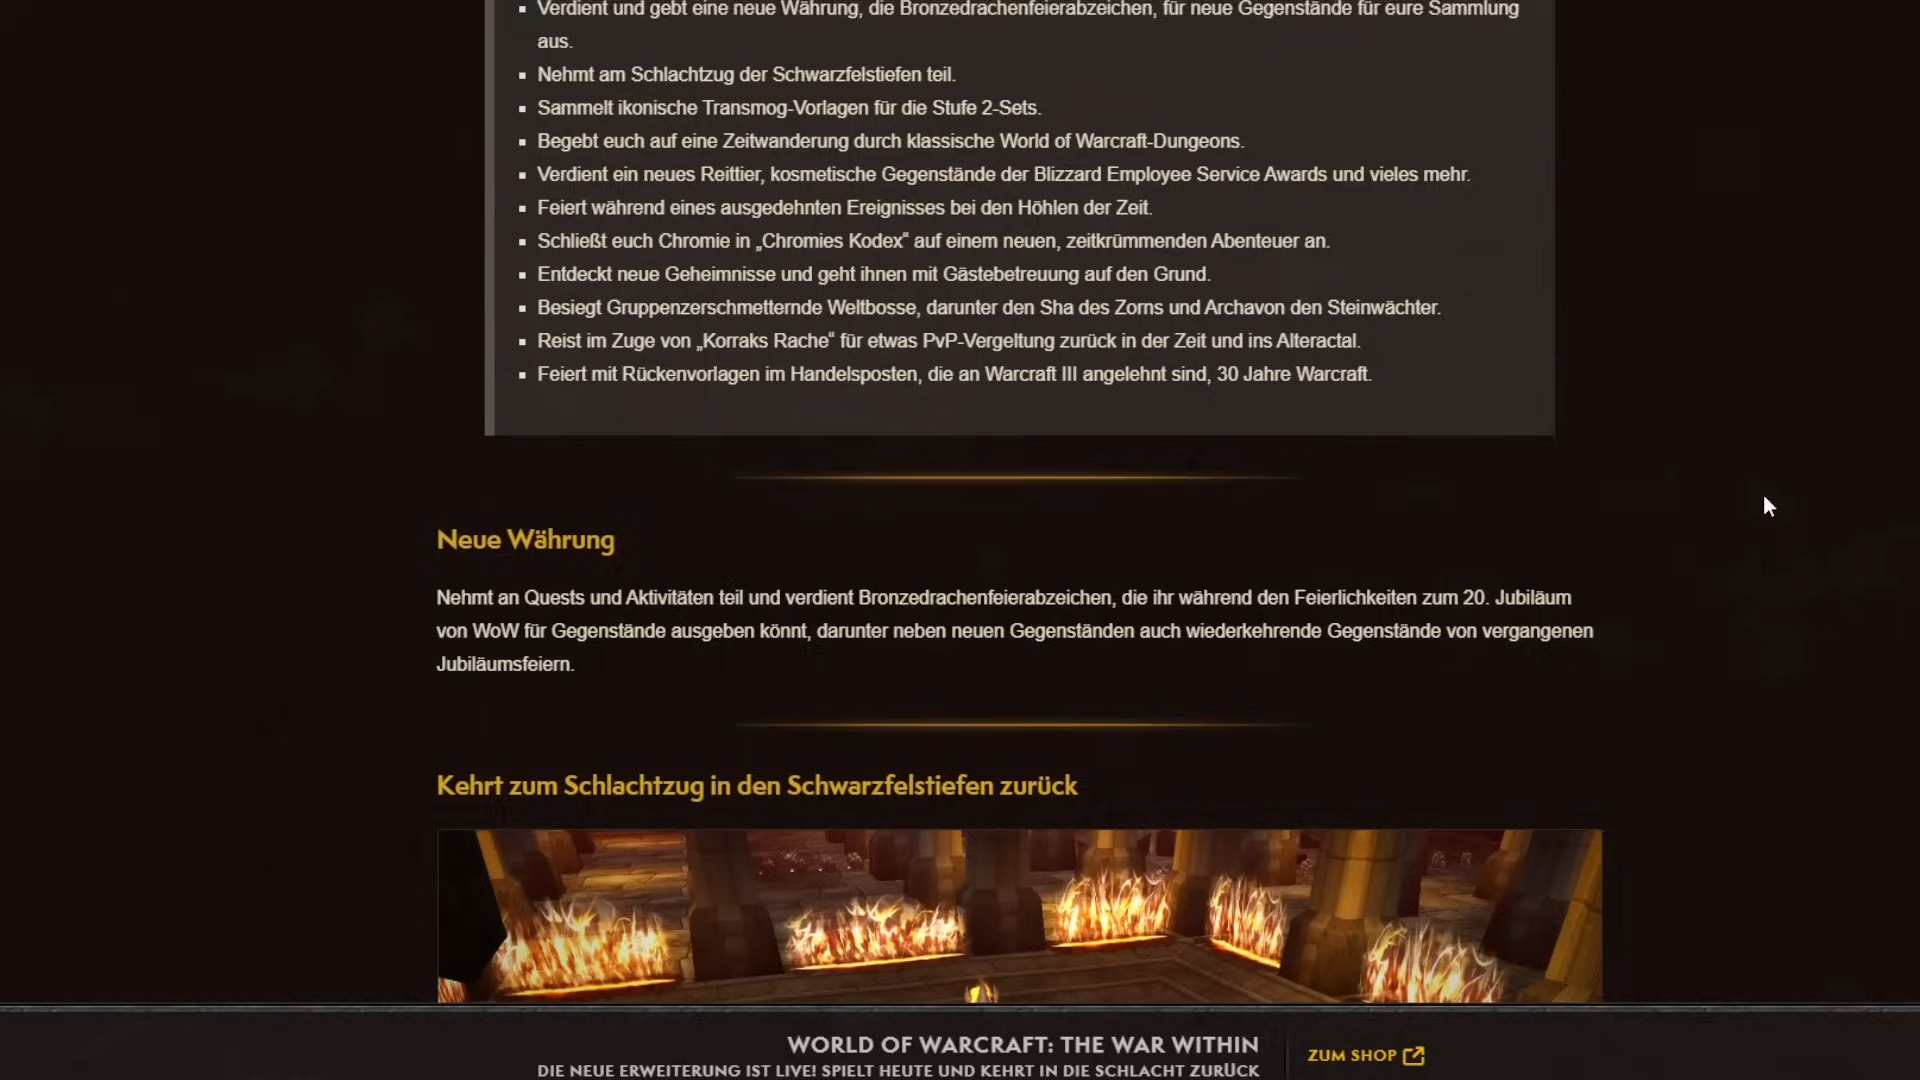 Verdient und gebt eine neue Währung, die Bronzedrachenfeierabzeichen, für neue Gegenstände für eure Sammlung
aus.
Nehmt am Schlachtzug der Schwarzfelstiefen teil.
Sammelt ikonische Transmog-Vorlagen für die Stufe 2-Sets.
Begebt euch auf eine Zeitwanderung durch klassische World of Warcraft-Dungeons.
Verdient ein neues Reittier, kosmetische Gegenstände der Blizzard Employee Service Awards und vieles mehr.
Feiert während eines ausgedehnten Ereignisses bei den Höhlen der Zeit.
Schließt euch Chromie in „Chromies Kodex“ auf einem neuen, zeitkrümmenden Abenteuer an.
Entdeckt neue Geheimnisse und geht ihnen mit Gästebetreuung auf den Grund.
Besiegt Gruppenzerschmetternde Weltbosse, darunter den Sha des Zorns und Archavon den Steinwächter.
Reist im Zuge von „Korraks Rache“ für etwas PvP-Vergeltung zurück in der Zeit und ins Alteractal.
Feiert mit Rückenvorlagen im Handelsposten, die an Warcraft III angelehnt sind, 30 Jahre Warcraft.
Neue Währung
Nehmt an Quests und Aktivitäten teil und verdient Bronzedrachenfeierabzeichen, die ihr während den Feierlichkeiten zum 20. Jubiläum
von WoW für Gegenstände ausgeben könnt, darunter neben neuen Gegenständen auch wiederkehrende Gegenstände von vergangenen
Jubiläumsfeiern.
Kehrt zum Schlachtzug in den Schwarzfelstiefen zurück
WORLD OF WARCRAFT: THE WAR WITHIN
DIE NEUE ERWEITERUNG IST LIVE! SPIELT HEUTE UND KEHRT IN DIE SCHLACHT ZURÜCK
ZUM SHOP